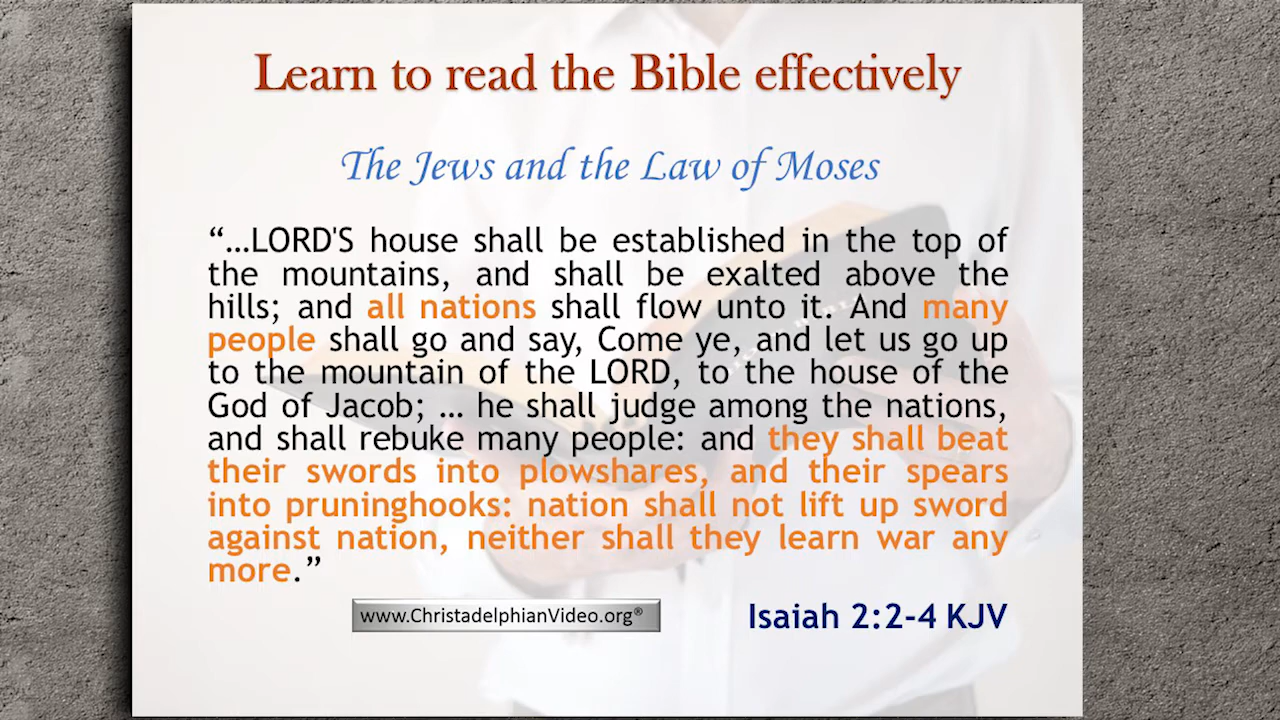 Learn to read the Bible effectively
The Jews and the Law of Moses
“…LORD'S house shall be established in the top of
the mountains, and shall be exalted above the
hills; and all nations shall flow unto it. And many
people shall go and say, Come ye, and let us go up
to the mountain of the LORD, to the house of the
God of Jacob; … he shall judge among the nations,
and shall rebuke many people: and they shall beat
their swords into plowshares, and their spears
into pruninghooks: nation shall not lift up sword
against nation, neither shall they learn war any
more.”
www.ChristadelphianVideo.org®
Isaiah 2:2-4 KJV